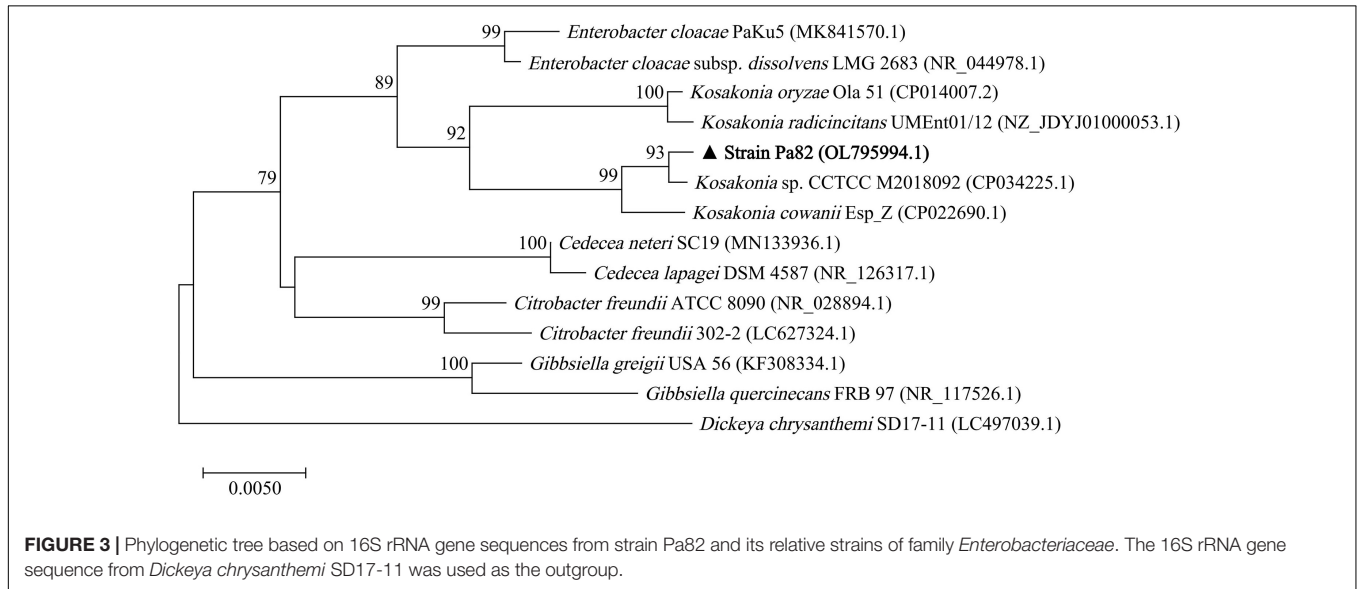 99
Enterobacter cloacae PaKu5 (MK841570.1)
Enterobacter cloacae subsp. dissolvens LMG 2683 (NR_044978.1)
89
100
Kosakonia oryzae Ola 51 (CP014007.2)
Kosakonia radicincitans UMEnt01/12 (NZ_JDYJ01000053.1)
92
93
▲ Strain Pa82 (OL795994.1)
99
Kosakonia sp. CCTCC M2018092 (CP034225.1)
79
Kosakonia cowanii Esp_Z (CP022690.1)
100
Cedecea neteri SC19 (MN133936.1)
Cedecea lapagei DSM 4587 (NR_126317.1)
99
Citrobacter freundii ATCC 8090 (NR_028894.1)
Citrobacter freundii 302-2 (LC627324.1)
100
Gibbsiella greigii USA 56 (KF308334.1)
Gibbsiella quercinecans FRB 97 (NR_117526.1)
Dickeya chrysanthemi SD17-11 (LC497039.1)
0.0050
FIGURE 3 | Phylogenetic tree based on 16S rRNA gene sequences from strain Pa82 and its relative strains of family Enterobacteriaceae. The 16S rRNA gene
sequence from Dickeya chrysanthemi SD17-11 was used as the outgroup.